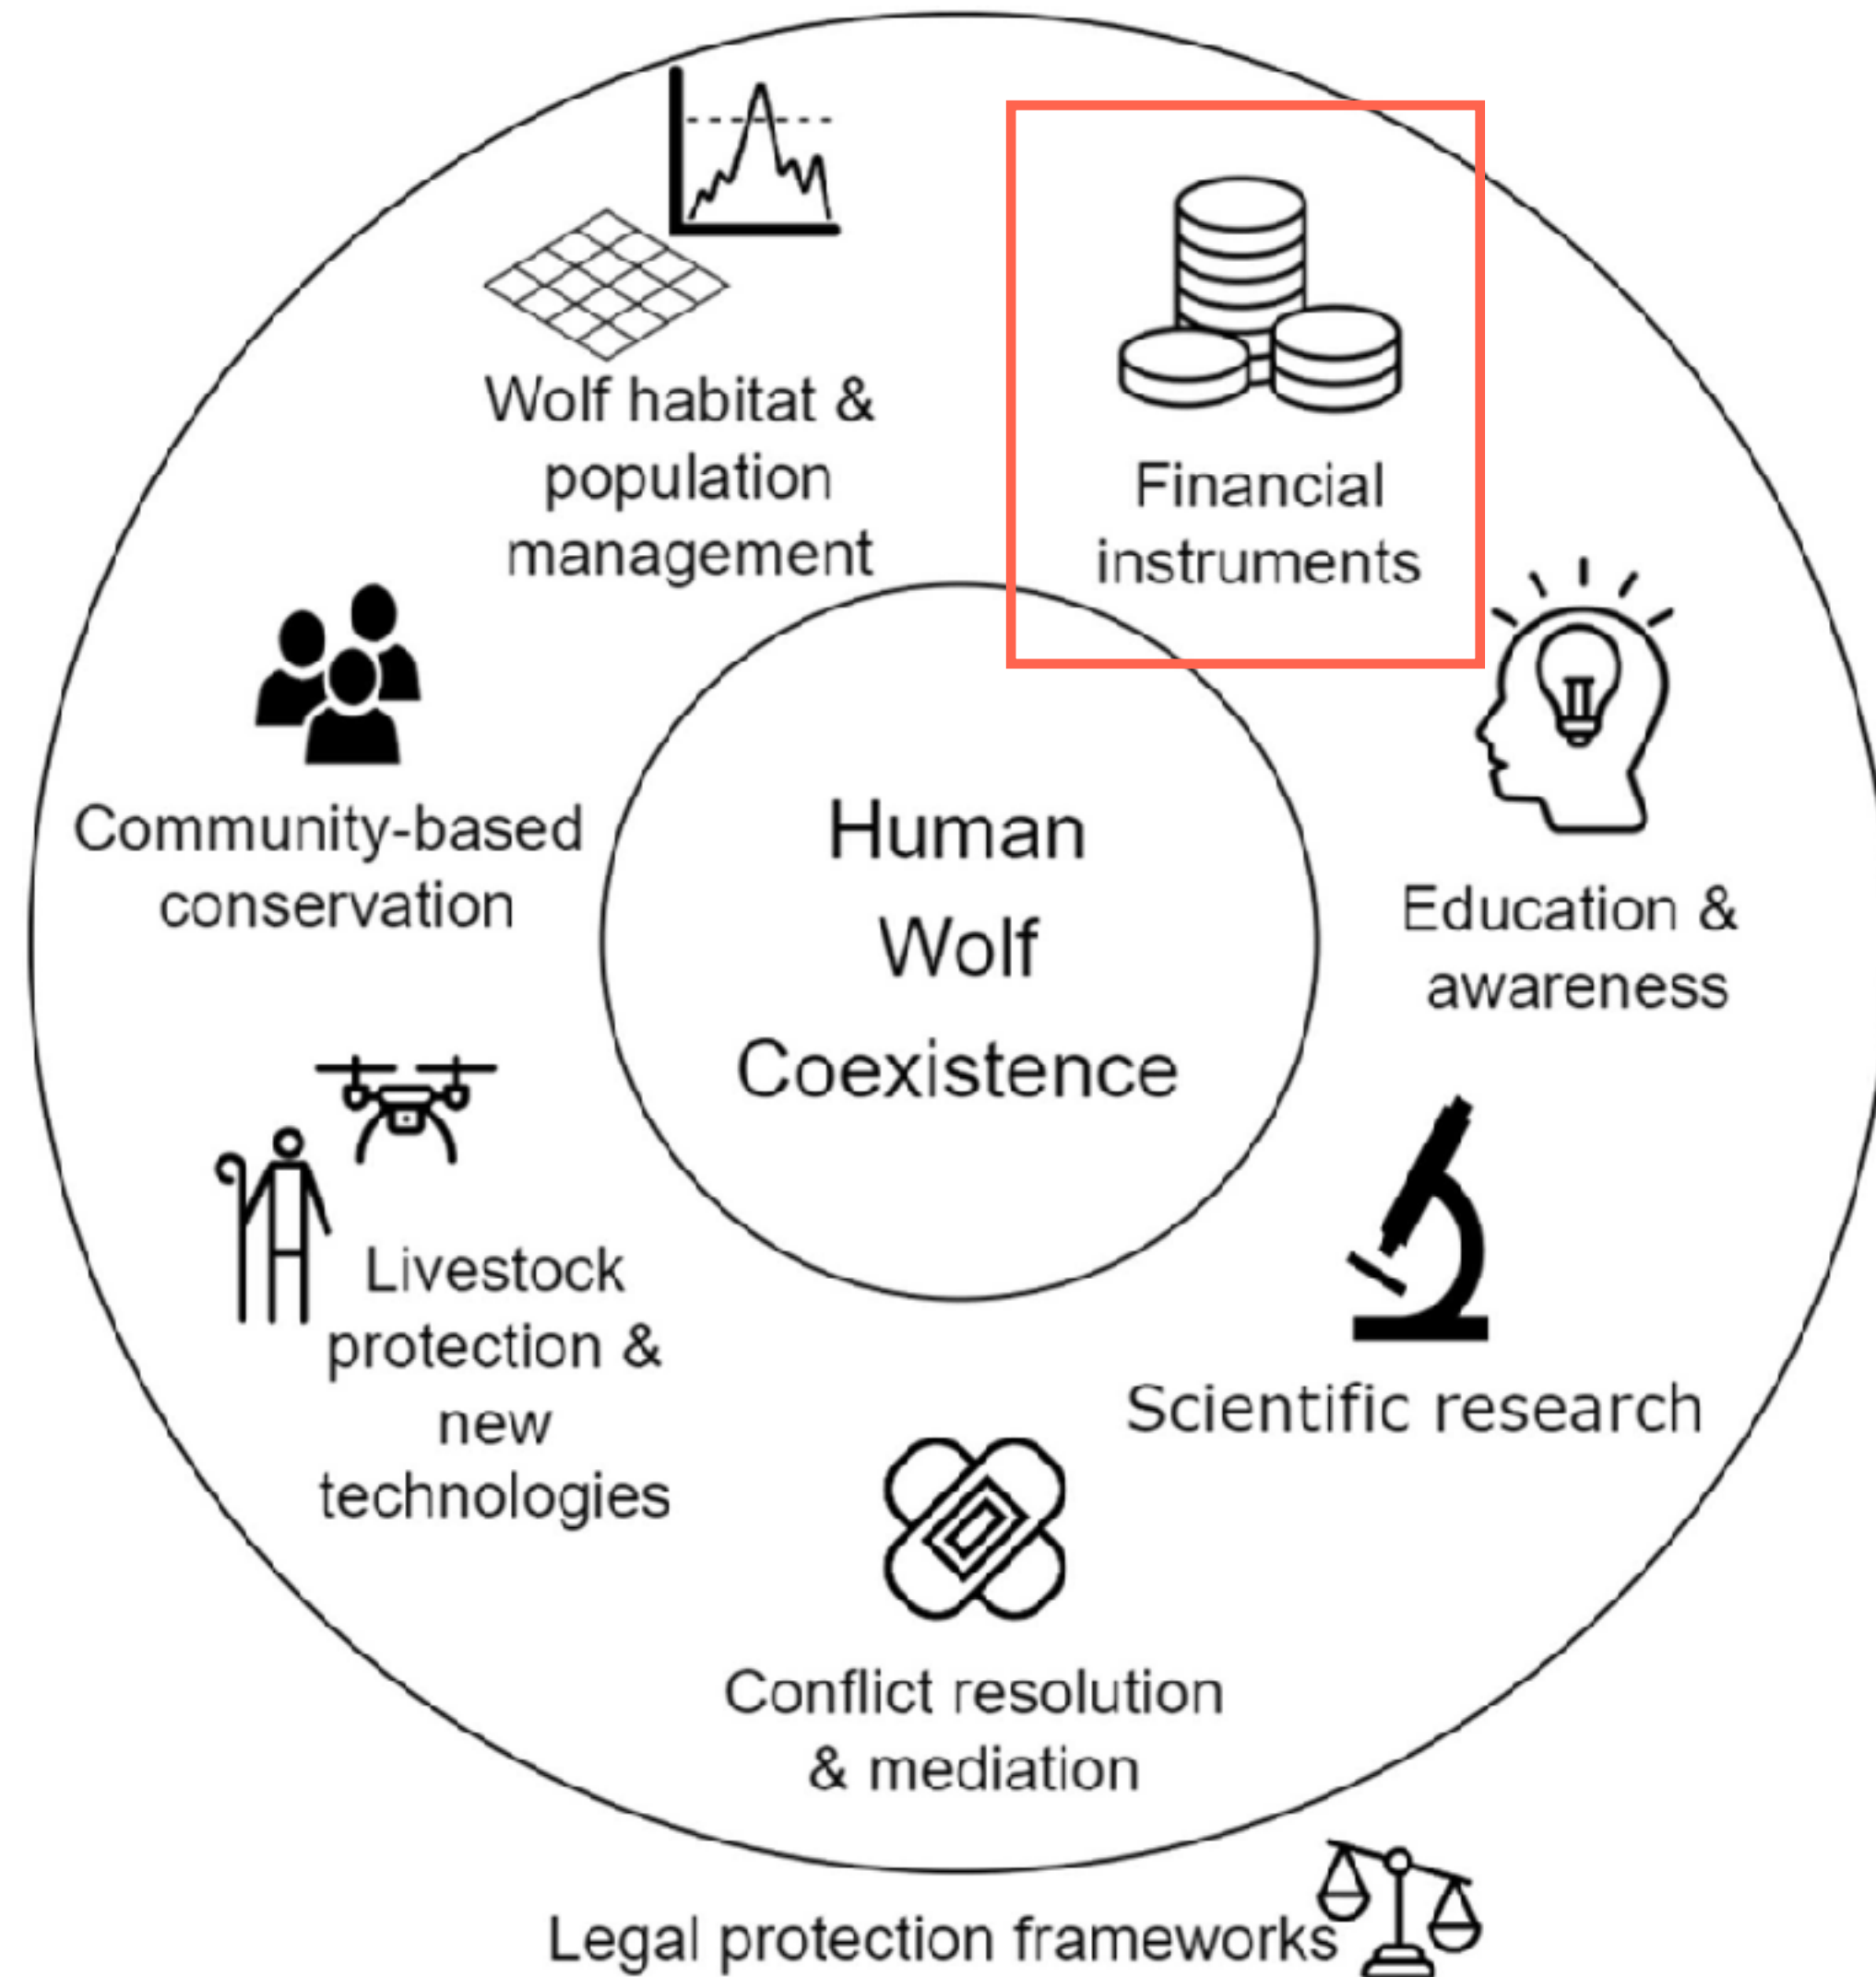 Wolf habitat &
population
management
Financial
instruments
Community-based
conservation
Human
Wolf
Coexistence
Education &
awareness
Livestock
protection &
new
technologies
Scientific research
Conflict resolution
& mediation
Legal protection frameworks